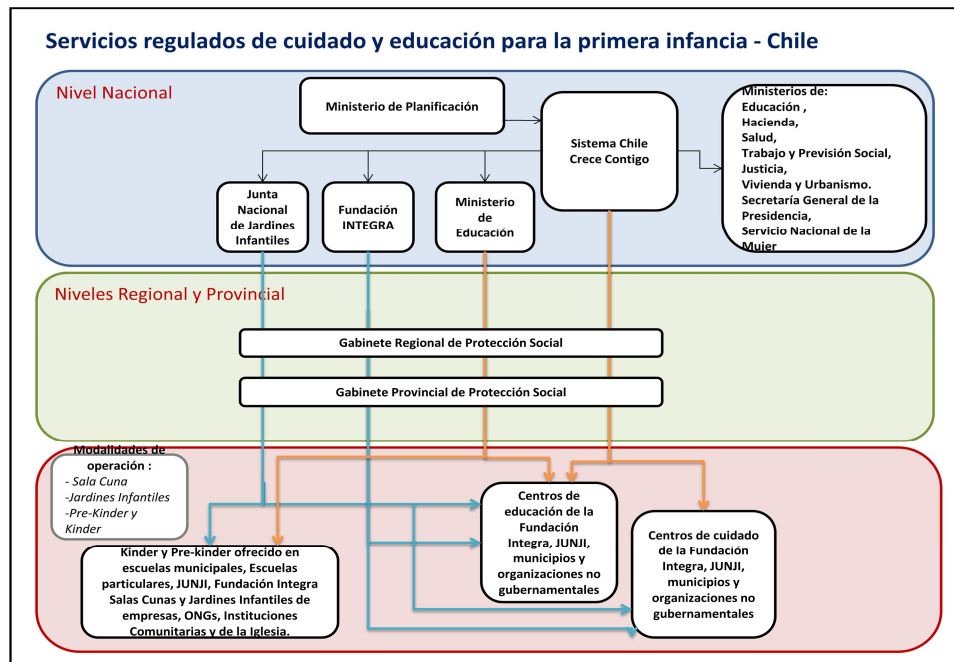 Servicios regulados de cuidado y educación para la primera infancia - Chile
Nivel Nacional
Ministerio de Planificación
Sistema Chile
Crece Contigo
Ministerios de:
Educación ,
Hacienda,
Salud,
Trabajo y Previsión Social,
Justicia,
Vivienda y Urbanismo.
Secretaría General de la
Presidencia,
Servicio Nacional de la
Mujer
Junta
Nacional
de Jardines
Infantiles
Fundación
INTEGRA
Ministerio
de
Educación
Niveles Regional y Provincial
Gabinete Regional de Protección Social
Gabinete Provincial de Protección Social
Modalidades de
operación :
- Sala Cuna
-Jardines Infantiles
-Pre-Kinder y
Kinder
Kinder y Pre-kinder ofrecido en
escuelas municipales, Escuelas
particulares, JUNJI, Fundación Integra
Salas Cunas y Jardines Infantiles de
empresas, ONGs, Instituciones
Comunitarias y de la Iglesia.
Centros de
educación de la
Fundación
Integra, JUNJI,
municipios y
organizaciones no
gubernamentales
Centros de cuidado
de la Fundación
Integra, JUNJI,
municipios y
organizaciones no
gubernamentales